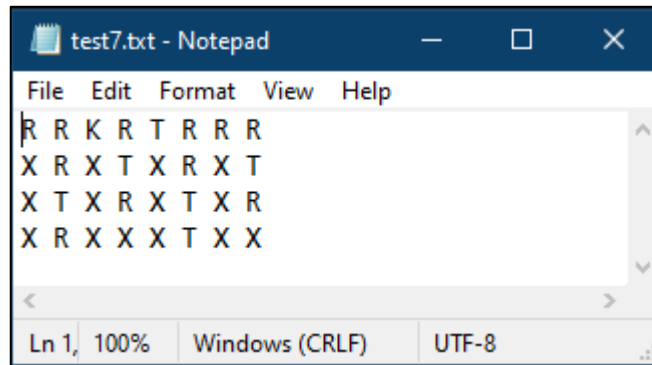 test7.txt - Notepad
File Edit Format View Help
R R K R T R R R
X R X T X R X T
X T X R X T X R
X R X X X T X X
Ln 1, 100% Windows (CRLF) UTF-8